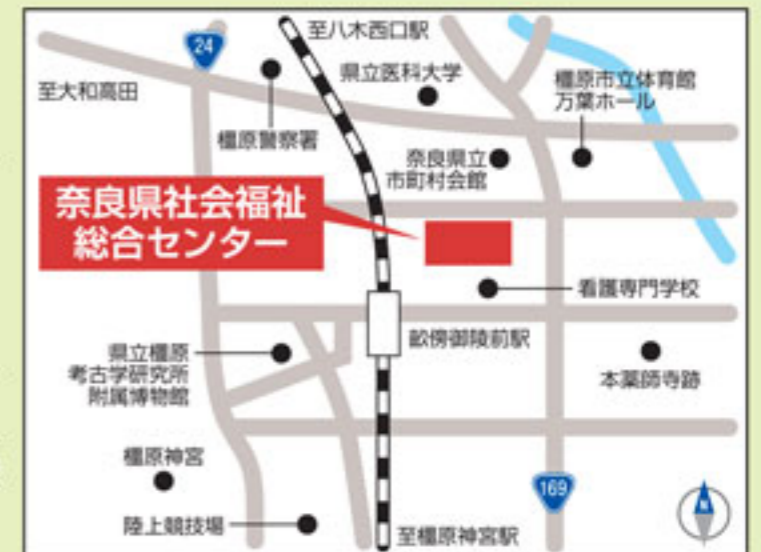 至八木西口駅
24
県立医科大学
至大和高田
橿原市立体育館
万葉ホール
橿原警察署
奈良県立
市町村会館
奈良県社会福祉
総合センター
看護専門学校
畝傍御陵前駅
県立橿原
考古学研究所
附属博物館
本薬師寺跡
橿原神宮
169
N
陸上競技場
至橿原神宮駅